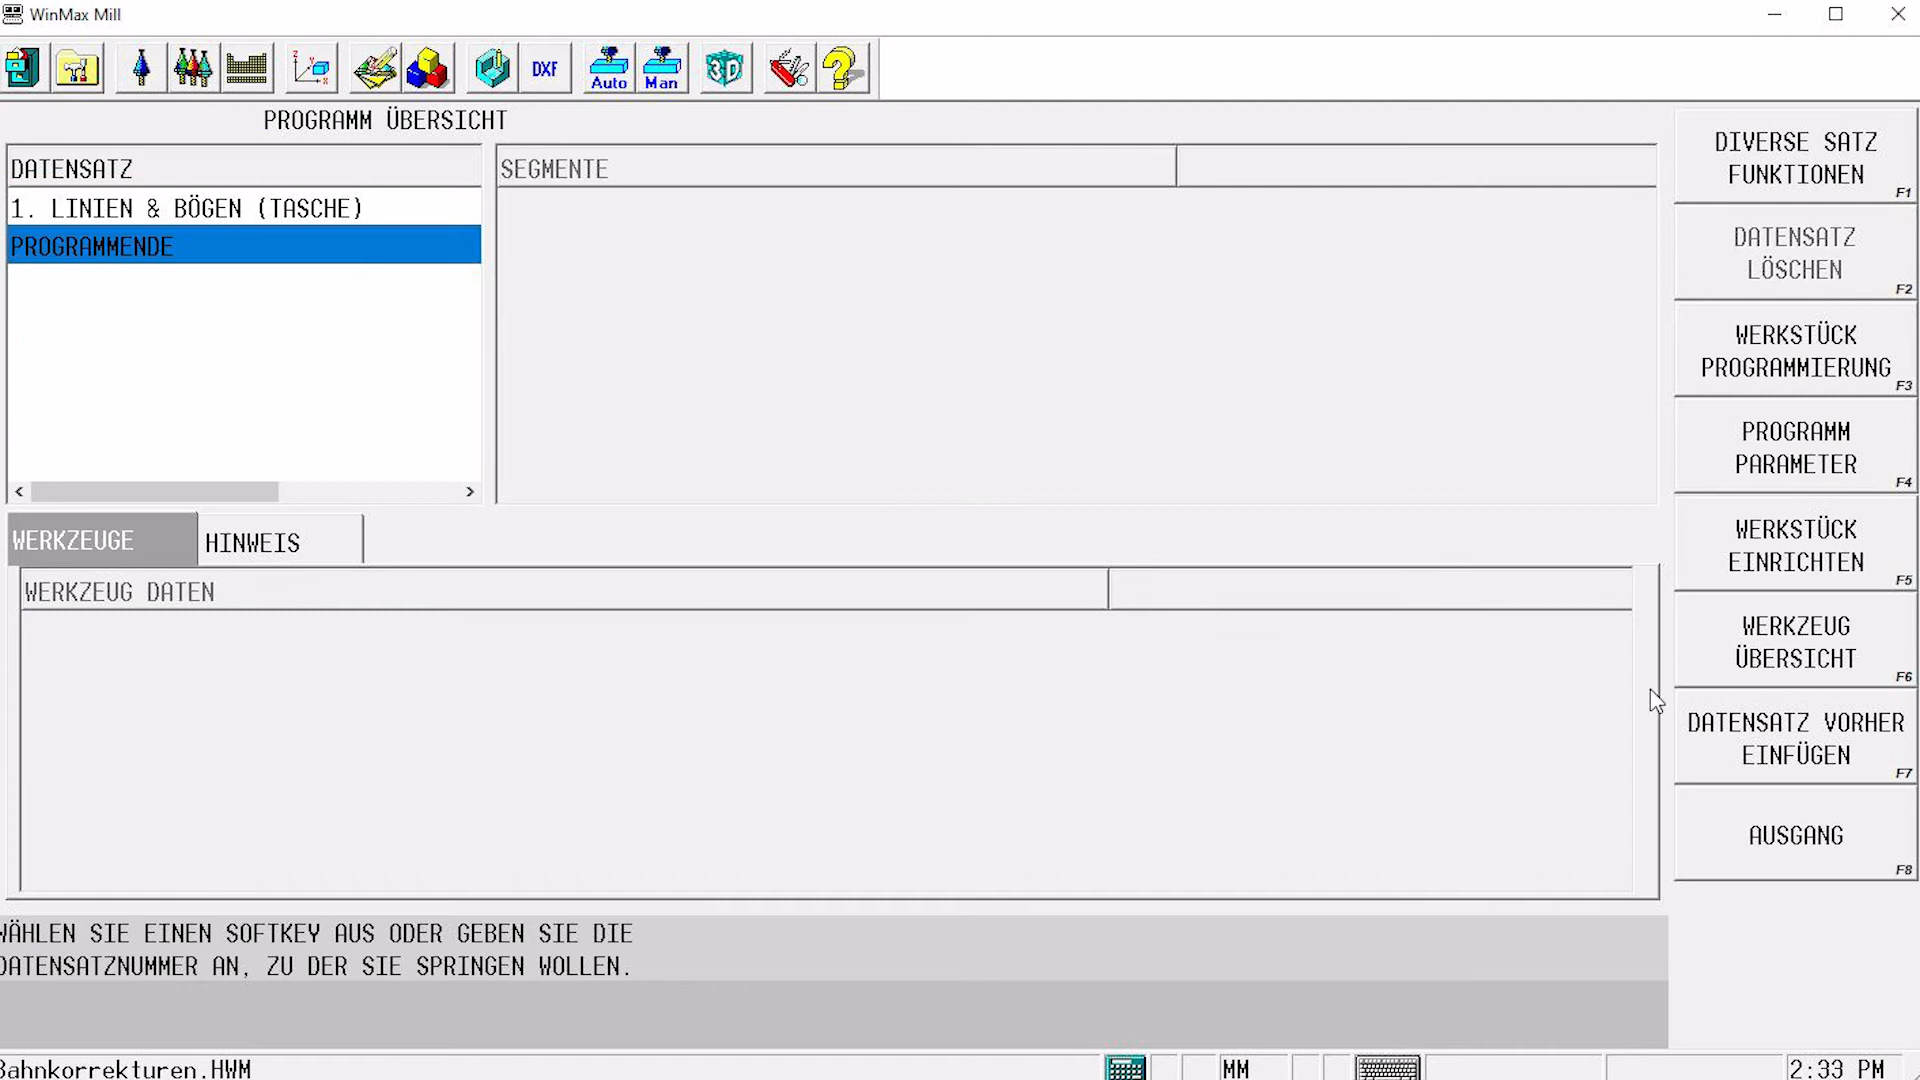 WinMax Mill
DXF
Auto
Man
3D
PROGRAMM ÜBERSICHT
DATENSATZ
SEGMENTE
1. LINIEN & BÖGEN (TASCHE)
PROGRAMMENDE
WERKZEUGE
HINWEIS
WERKZEUG DATEN
DIVERSE SATZ
FUNKTIONEN
F1
DATENSATZ
LÖSCHEN
F2
WERKSTÜCK
PROGRAMMIERUNG
F3
PROGRAMM
PARAMETER
F4
WERKSTÜCK
EINRICHTEN
F5
WERKZEUG
ÜBERSICHT
F6
DATENSATZ VORHER
EINFÜGEN
F7
AUSGANG
F8
WÄHLEN SIE EINEN SOFTKEY AUS ODER GEBEN SIE DIE
DATENSATZNUMMER AN, ZU DER SIE SPRINGEN WOLLEN.
Bahnkorrekturen.HWM
MM
2:33 PM